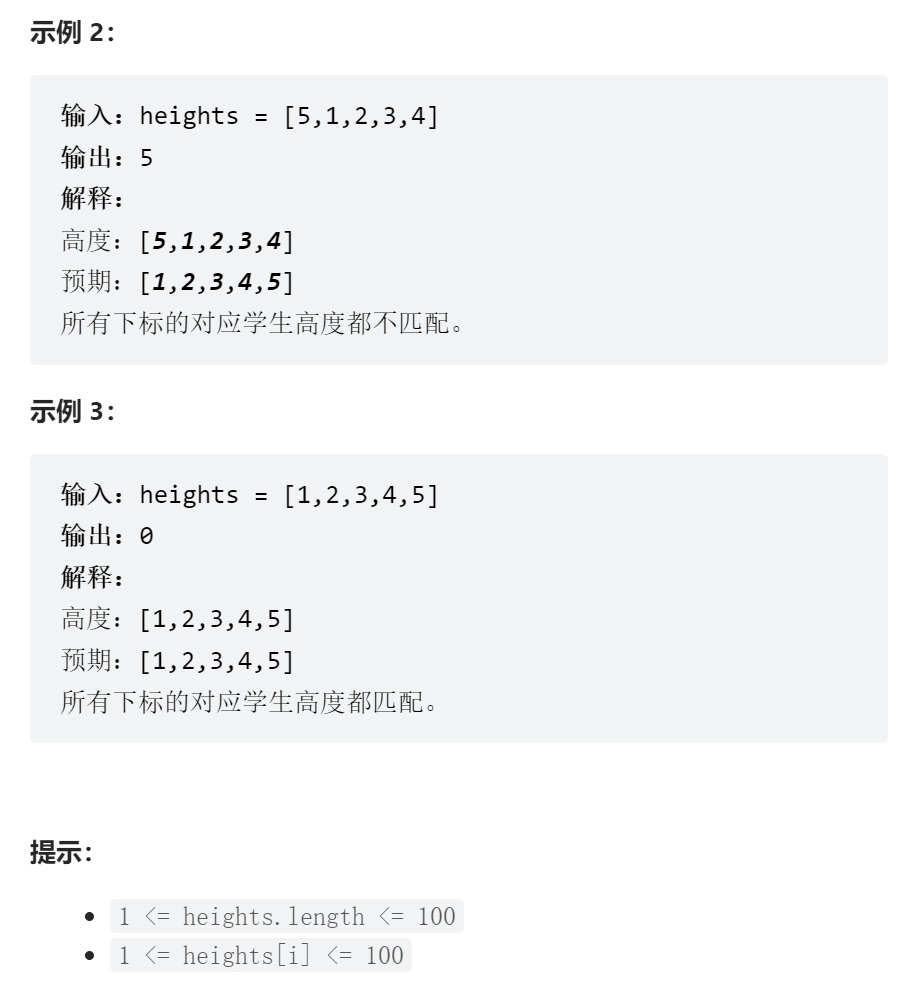 示例 2：
输入：heights = [5,1,2,3,4]
输出：5
解释：
高度：[5,1,2,3,4]
预期：[1,2,3,4,5]
所有下标的对应学生高度都不匹配。
示例 3：
输入：heights = [1,2,3,4,5]
输出：0
解释：
高度：[1,2,3,4,5]
预期：[1,2,3,4,5]
所有下标的对应学生高度都匹配。
提示：
1 <= heights.length <= 100
1 <= heights[i] <= 100